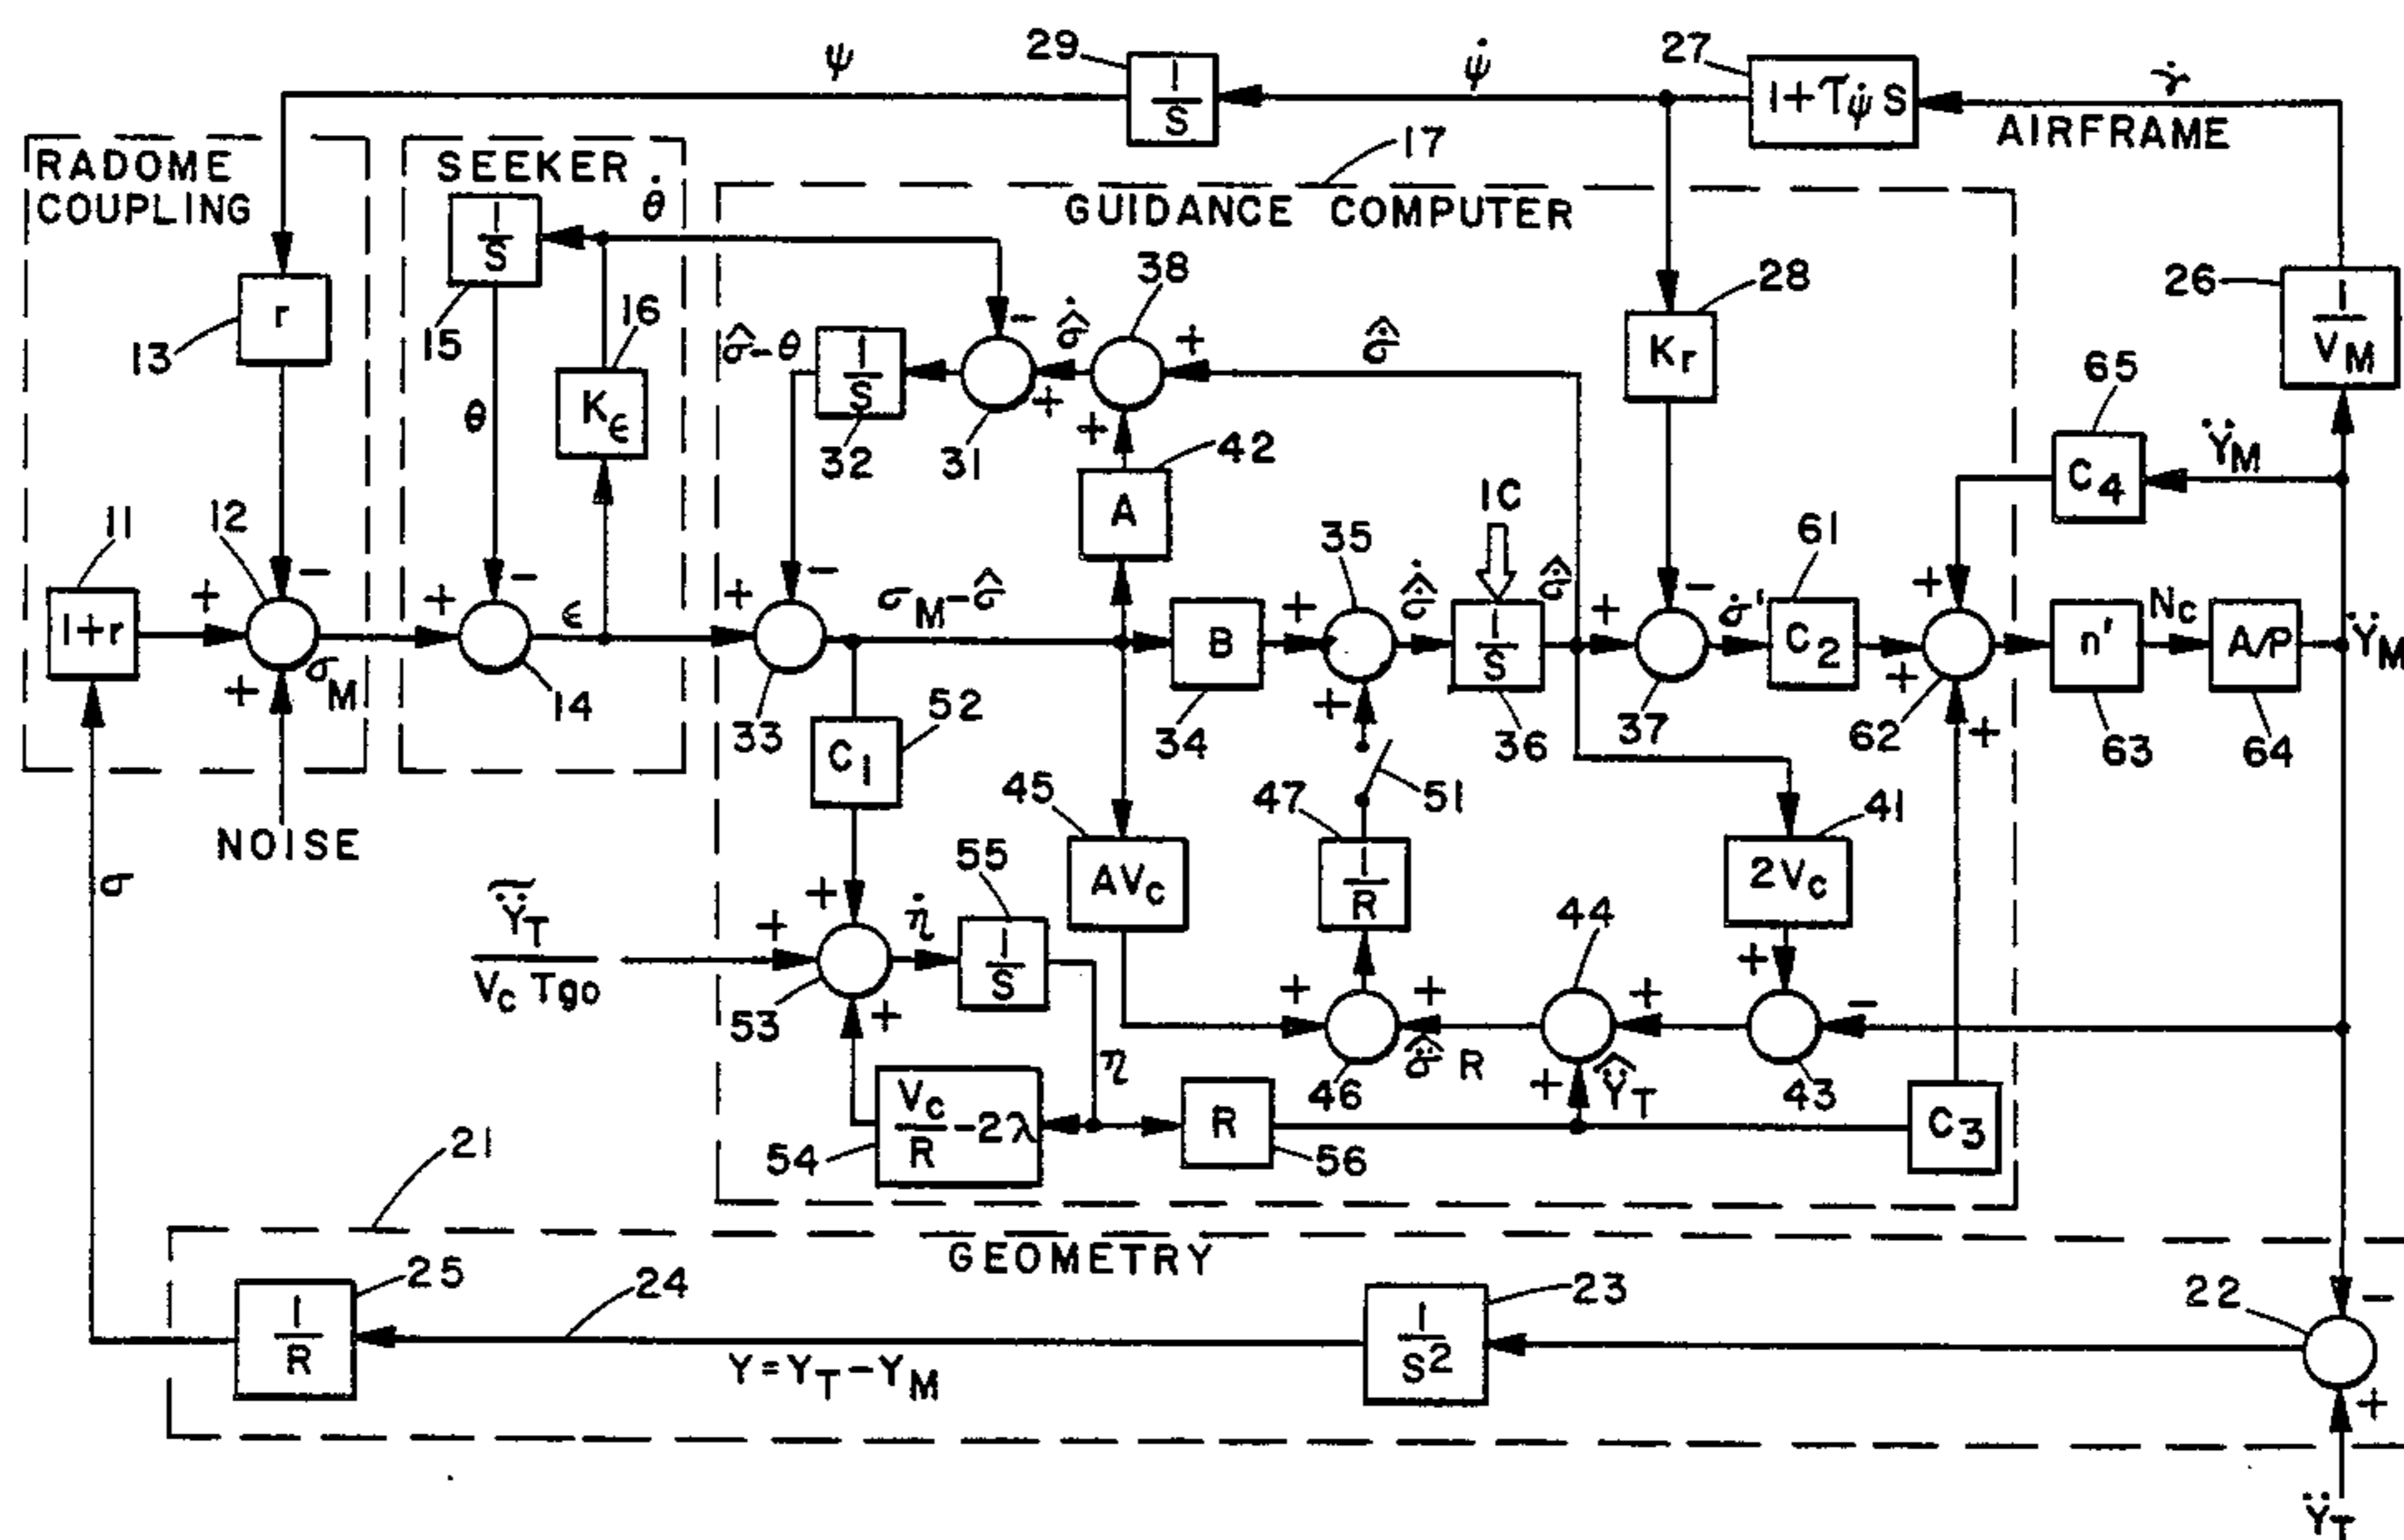 ψ
29
1/S
ψ̇
27
1+τψ̇ S
γ̇
AIRFRAME
RADOME
COUPLING
SEEKER
θ̇
17
GUIDANCE COMPUTER
1/S
15
r
13
16
Kϵ
θ
σ̂-θ
1/S
32
-
31
σ̂̇
+
38
+
+
σ̇̂
28
Kr
26
1/VM
65
C4
ŸM
42
A
11
1+r
12
+
-
+
σM
NOISE
σ
+
-
14
ϵ
+
-
33
σM-σ̂
B
34
+
35
+
σ̇̂̇
IC
1/S
36
σ̇̂
+
-
37
σ̇'
61
C2
+
+
62
+
n'
63
Nc
A/P
64
ŸM
52
C1
45
AVc
47
1/R
51
41
2Vc
Ÿ̃T
Vc Tgo
+
+
53
+
η̇
55
1/S
η
+
46
+
σ̈̂ R
44
+
+
Ÿ̂T
+
-
43
Vc/R -2λ
54
R
56
C3
21
GEOMETRY
25
1/R
24
Y=YT-YM
23
1/S²
22
-
+
ŸT